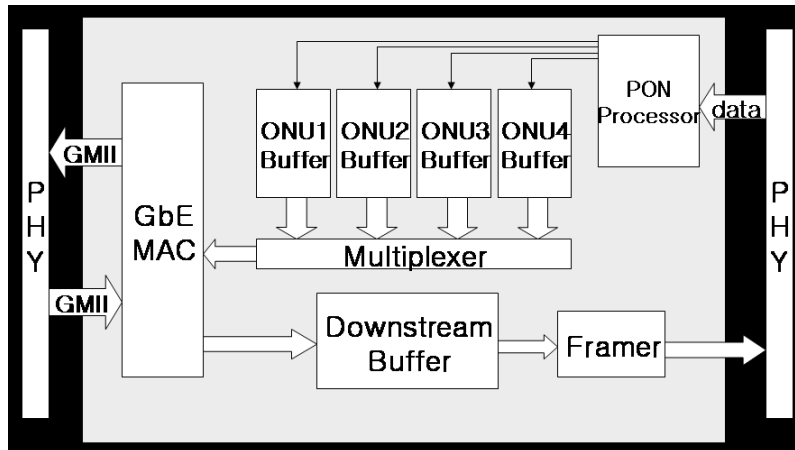 ONU1
Buffer
ONU2
Buffer
ONU3
Buffer
ONU4
Buffer
PON
Processor
data
GMII
P
H
Y
GbE
MAC
P
H
Y
Multiplexer
GMII
Downstream
Buffer
Framer